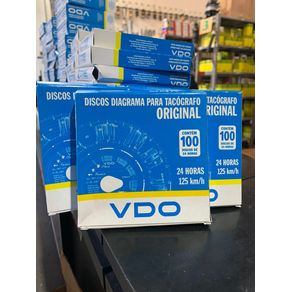 VDO
VDO
VDO
DISCOS DIAGRAMA PARA TACÓGRAFO
ORIGINAL
CONTÉM
100
DISCOS DE
24 HORAS
24 HORAS
125 km/h
VDO
TACÓGRAFO
ORIGINAL
100
24 HORAS
125 km/h